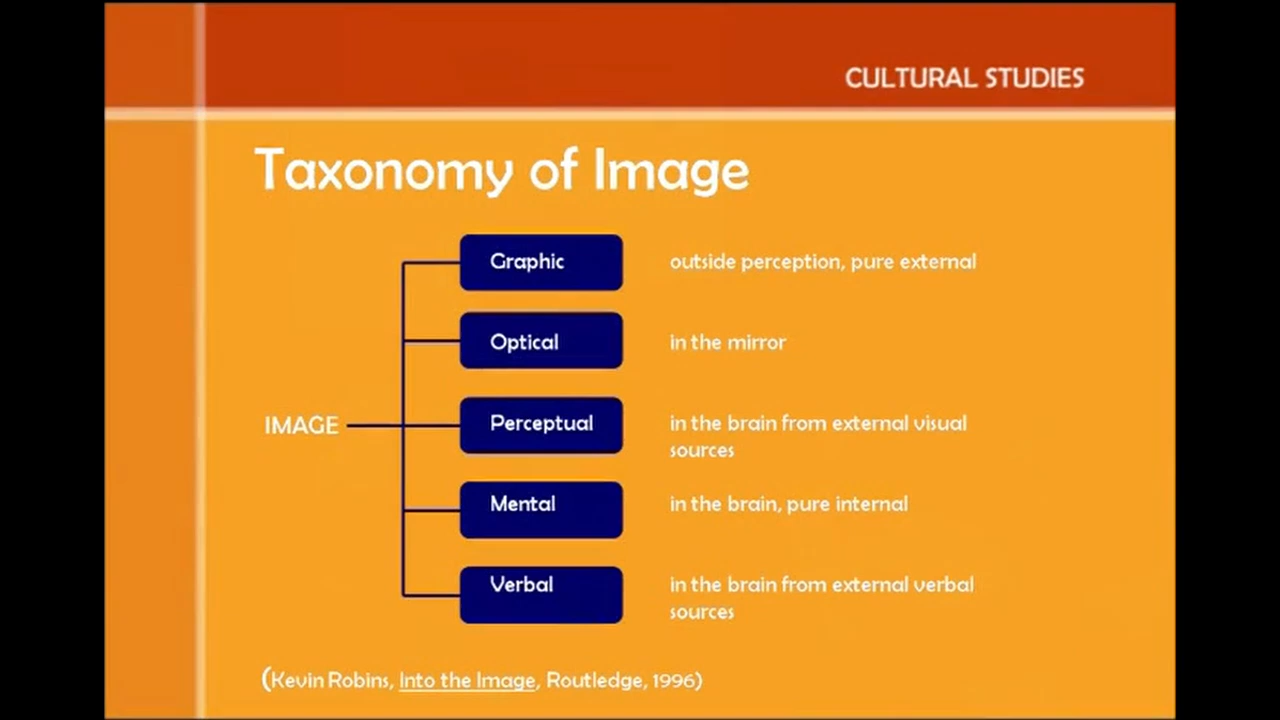 CULTURAL STUDIES
Taxonomy of Image
Graphic outside perception, pure external
Optical in the mirror
IMAGE
Perceptual in the brain from external visual
sources
Mental in the brain, pure internal
Verbal in the brain from external verbal
sources
(Kevin Robins, Into the Image, Routledge, 1996)